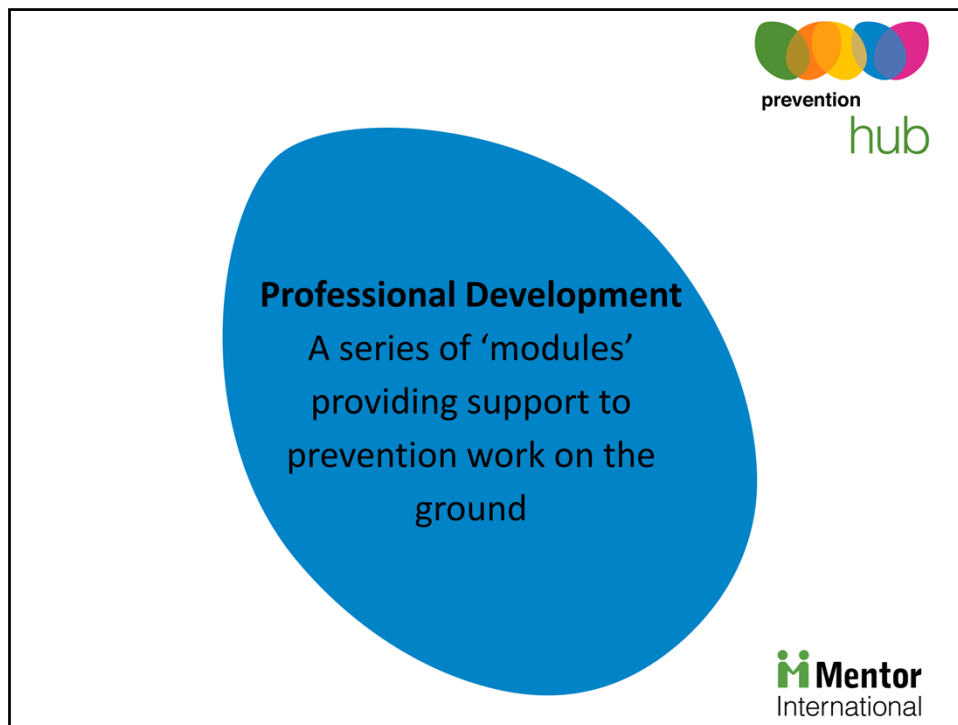 prevention
hub
Professional Development
A series of ‘modules’
providing support to
prevention work on the
ground
Mentor
International